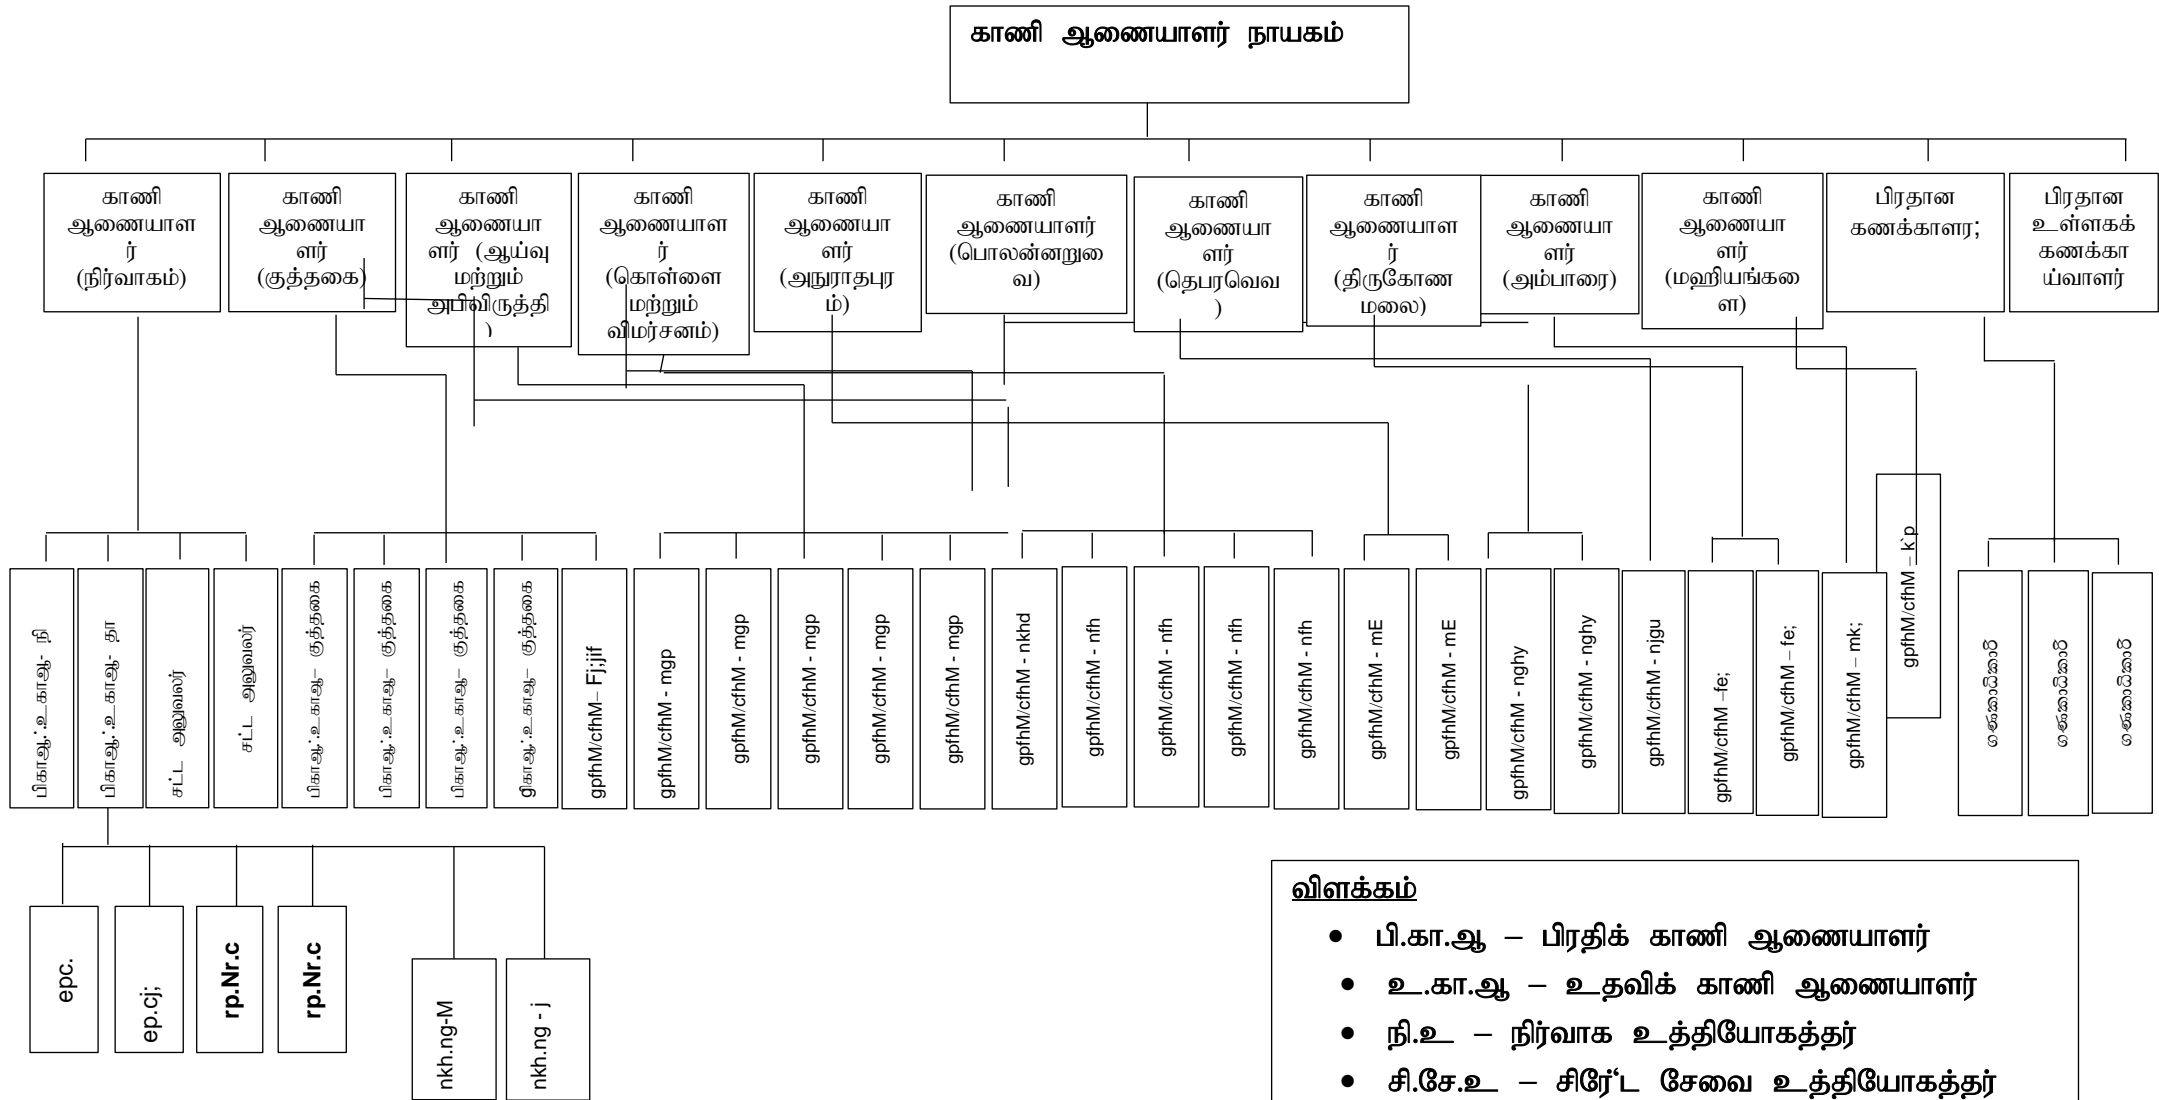 காணி ஆணையாளர் நாயகம்
காணி
ஆணையாள
ர்
(நிர்வாகம்)
காணி
ஆணையா
ளர்
(குத்தகை)
காணி
ஆணையா
ளர் (ஆய்வு
மற்றும்
அபிவிருத்தி
)
காணி
ஆணையாள
ர்
(கொள்ளை
மற்றும்
விமர்சனம்)
காணி
ஆணையா
ளர்
(அநுராதபுர
ம்)
காணி
ஆணையாளர்
(பொலன்னறுவை
வ)
காணி
ஆணையா
ளர்
(தெபரவெவ
)
காணி
ஆணையாள
ர்
(திருகோண
மலை)
காணி
ஆணையா
ளர்
(அம்பாரை)
காணி
ஆணையா
ளர்
(மஹியங்கனை
ள)
பிரதான
கணக்காளர;
பிரதான
உள்ளகக்
கணக்கா
ய்வாளர்
பிகாஆ.்:உகாஆ- நி
பிகாஆ.்:உகாஆ- தா
சட்ட அலுவலர்
சட்ட அலுவலர்
பிகாஆ.்:உகாஆ– குத்தகை
பிகாஆ.்:உகாஆ– குத்தகை
பிகாஆ.்:உகாஆ– குத்தகை
றிகாஆ.்:உகாஆ– குத்தகை
gpfhM/cfhM– Fj;jif
gpfhM/cfhM - mgp
gpfhM/cfhM - mgp
gpfhM/cfhM - mgp
gpfhM/cfhM - mgp
gpfhM/cfhM - mgp
gpfhM/cfhM - nkhd
gpfhM/cfhM - nfh
gpfhM/cfhM - nfh
gpfhM/cfhM - nfh
gpfhM/cfhM - nfh
gpfhM/cfhM - mE
gpfhM/cfhM - mE
gpfhM/cfhM - nghy
gpfhM/cfhM - nghy
gpfhM/cfhM - njgu
gpfhM/cfhM –fe;
gpfhM/cfhM – fe;
gpfhM/cfhM – mk;
gpfhM/cfhM – k`p
ගණකාධිකාරී
ගණකාධිකාරී
ගණකාධිකාරී
epc.
ep.cj;
rp.Nr.c
rp.Nr.c
nkh.ng-M
nkh.ng - j
விளக்கம்
• பி.கா.ஆ – பிரதிக் காணி ஆணையாளர்
• உ.கா.ஆ – உதவிக் காணி ஆணையாளர்
• நி.உ – நிர்வாக உத்தியோகத்தர்
• சி.சே.உ – சிரே்‘ட சேவை உத்தியோகத்தர்